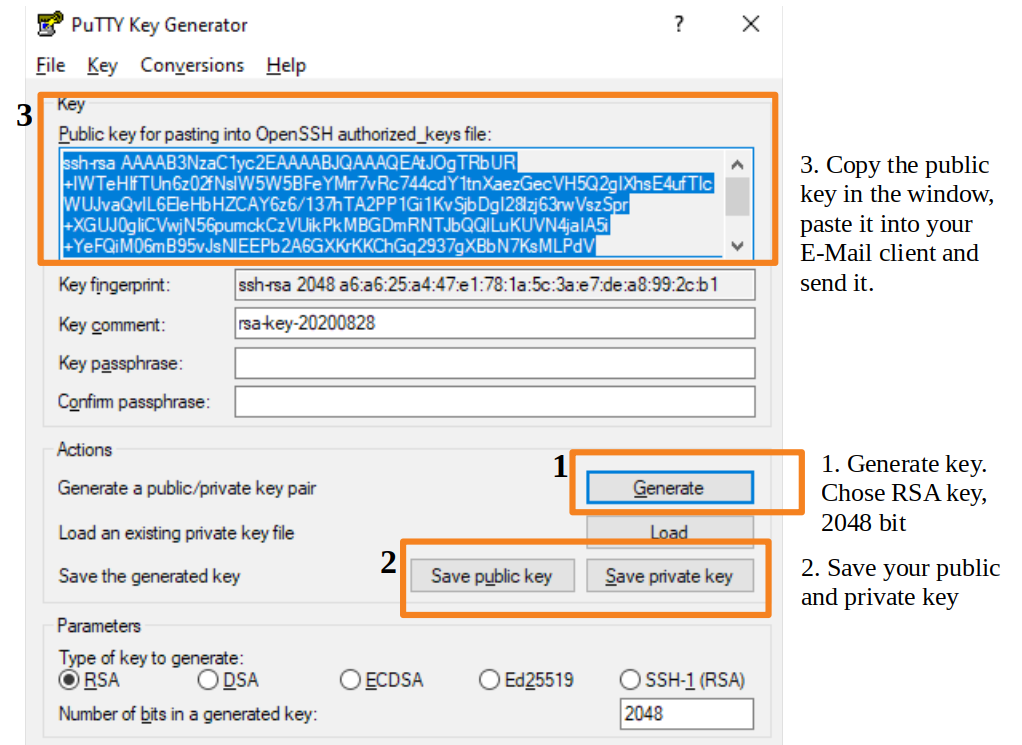 PuTTY Key Generator
?
File Key Conversions Help
3
Key
Public key for pasting into OpenSSH authorized_keys file:
ssh-rsa AAAAB3NzaC1yc2EAAAABJQAAAQEAtJOgTRbUR
+IWTeHIfTUn6z02fNsIW5W5BFeYMrr7vRc744cdY1tnXaezGecVH5Q2gIXhsE4ufTIc
WUJvaQvIL6EIeHbHZCAY6z6/137hTA2PP1Gi1KvSjbDgI28Izj63rwVszSpr
+XGUJ0gIiCVwjN56pumckCzVUikPkMBGDmRNTJbQQILuKUVN4jaIA5i
+YeFQiM06mB95vJsNIEEPb2A6GXKrKKChGq2937gXBbN7KsMLPdV
3. Copy the public
key in the window,
paste it into your
E-Mail client and
send it.
Key fingerprint:
ssh-rsa 2048 a6:a6:25:a4:47:e1:78:1a:5c:3a:e7:de:a8:99:2c:b1
Key comment:
rsa-key-20200828
Key passphrase:
Confirm passphrase:
Actions
1
Generate a public/private key pair
Generate
1. Generate key.
Chose RSA key,
2048 bit
Load an existing private key file
Load
2
Save the generated key
Save public key
Save private key
2. Save your public
and private key
Parameters
Type of key to generate:
RSA DSA ECDSA Ed25519 SSH-1 (RSA)
Number of bits in a generated key:
2048